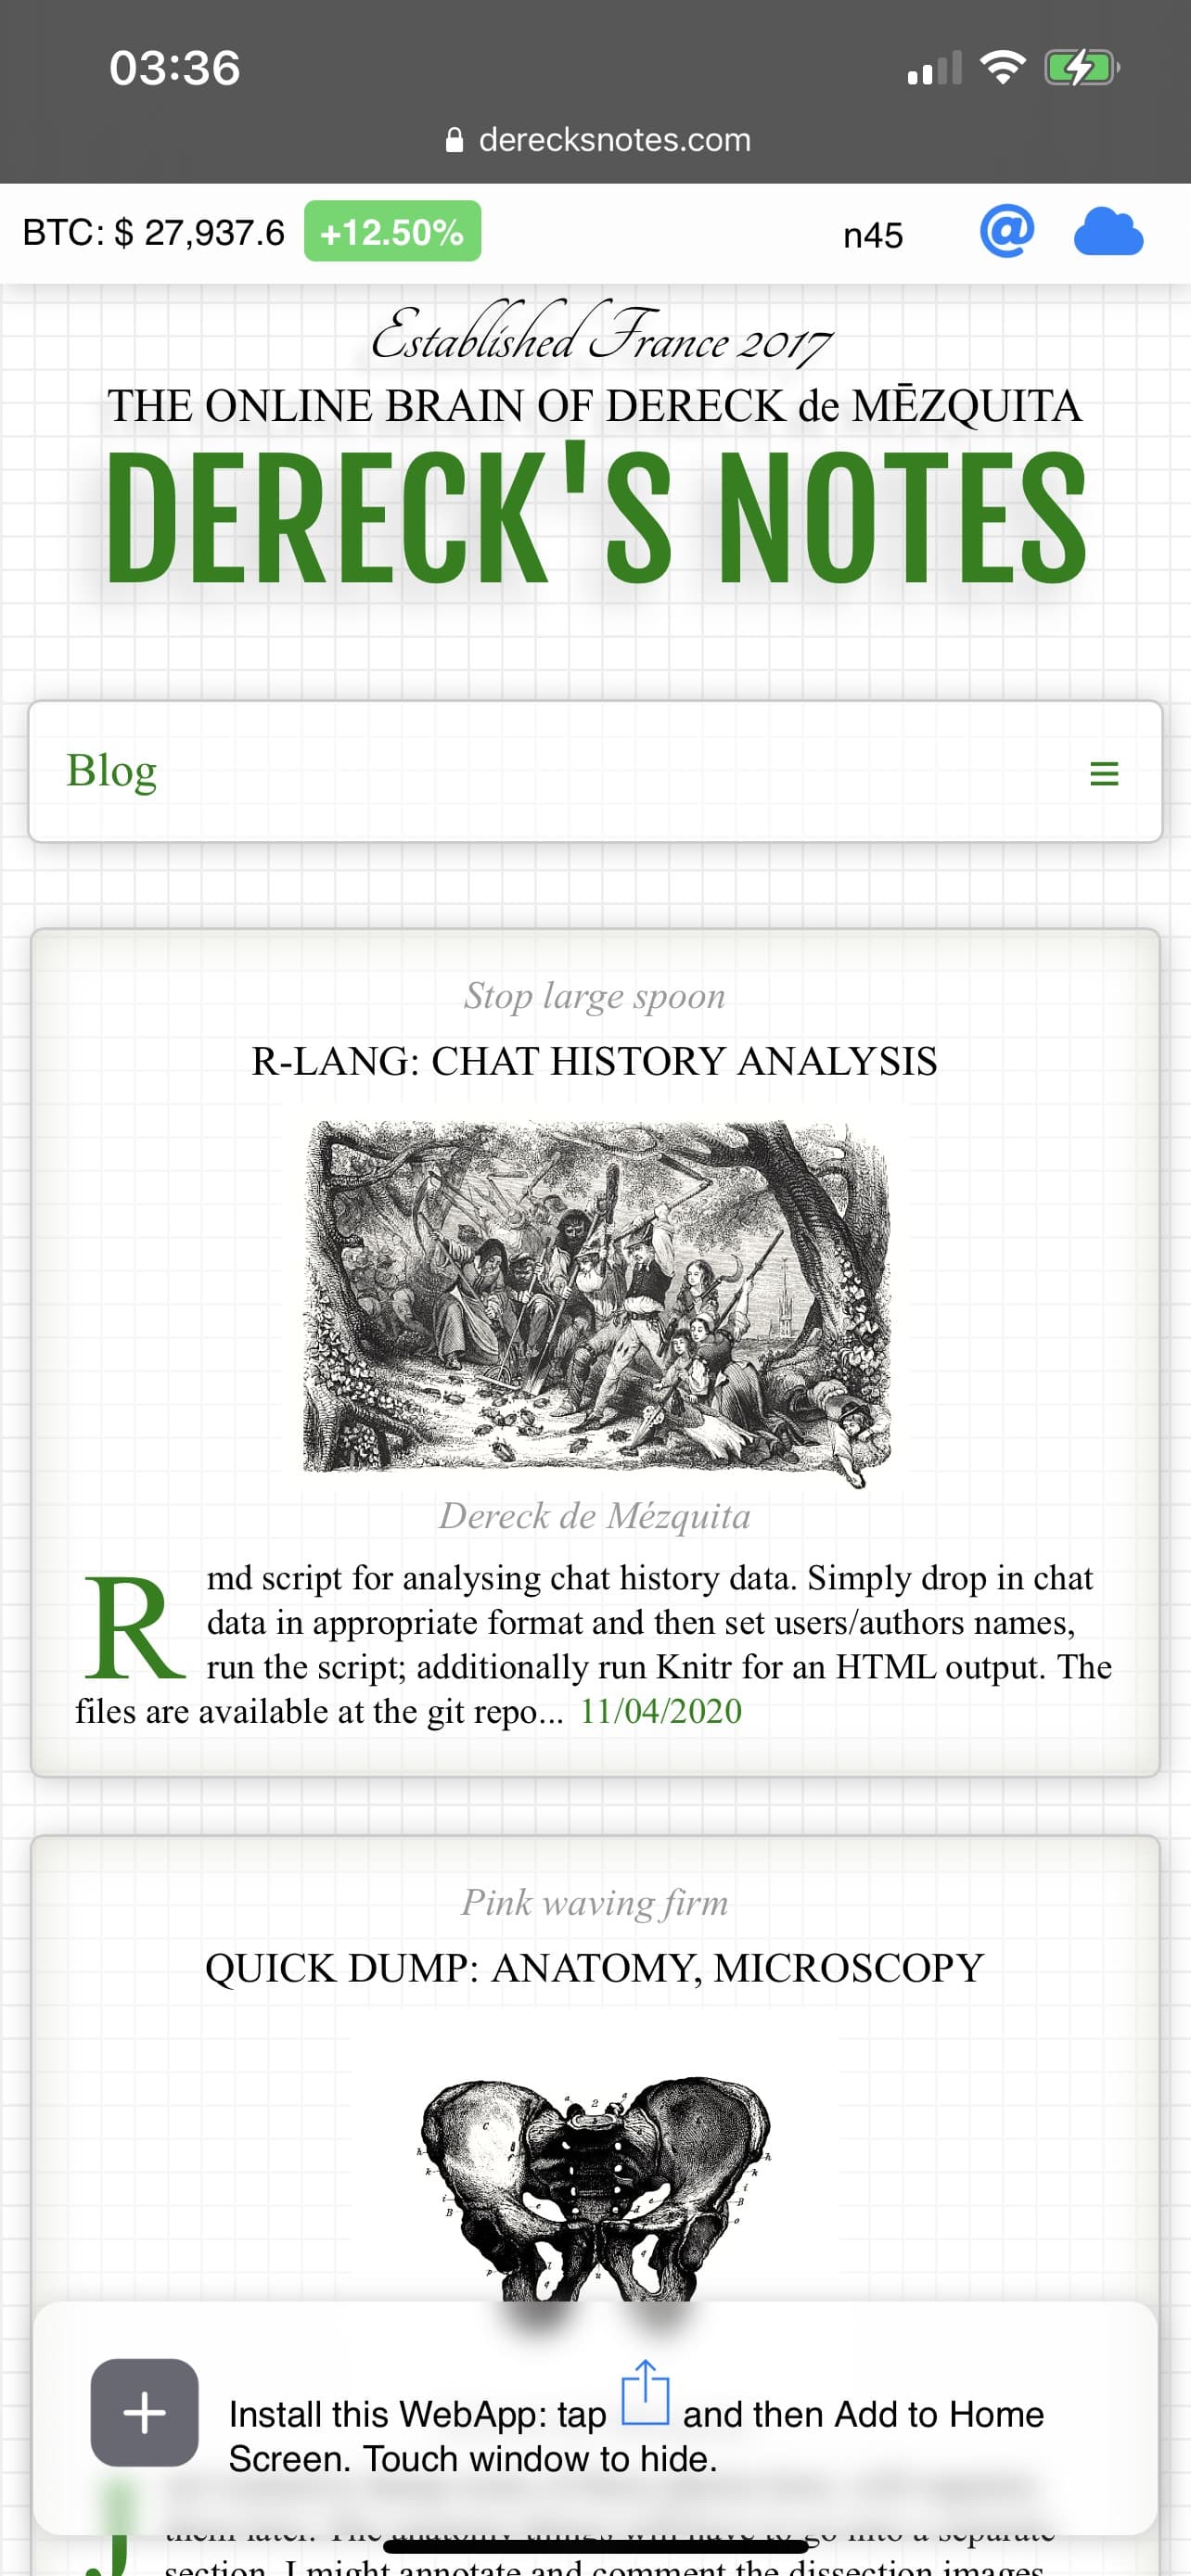 03:36
derecksnotes.com
BTC: $ 27,937.6 +12.50% n45 @
Established France 2017
THE ONLINE BRAIN OF DERECK de MĒZQUITA
DERECK'S NOTES
Blog
Stop large spoon
R-LANG: CHAT HISTORY ANALYSIS
Dereck de Mézquita
Rmd script for analysing chat history data. Simply drop in chat
data in appropriate format and then set users/authors names,
run the script; additionally run Knitr for an HTML output. The
files are available at the git repo... 11/04/2020
Pink waving firm
QUICK DUMP: ANATOMY, MICROSCOPY
Install this WebApp: tap and then Add to Home
Screen. Touch window to hide.
them later. The anatomy things will have to go into a separate
section. I might annotate and comment the dissection images